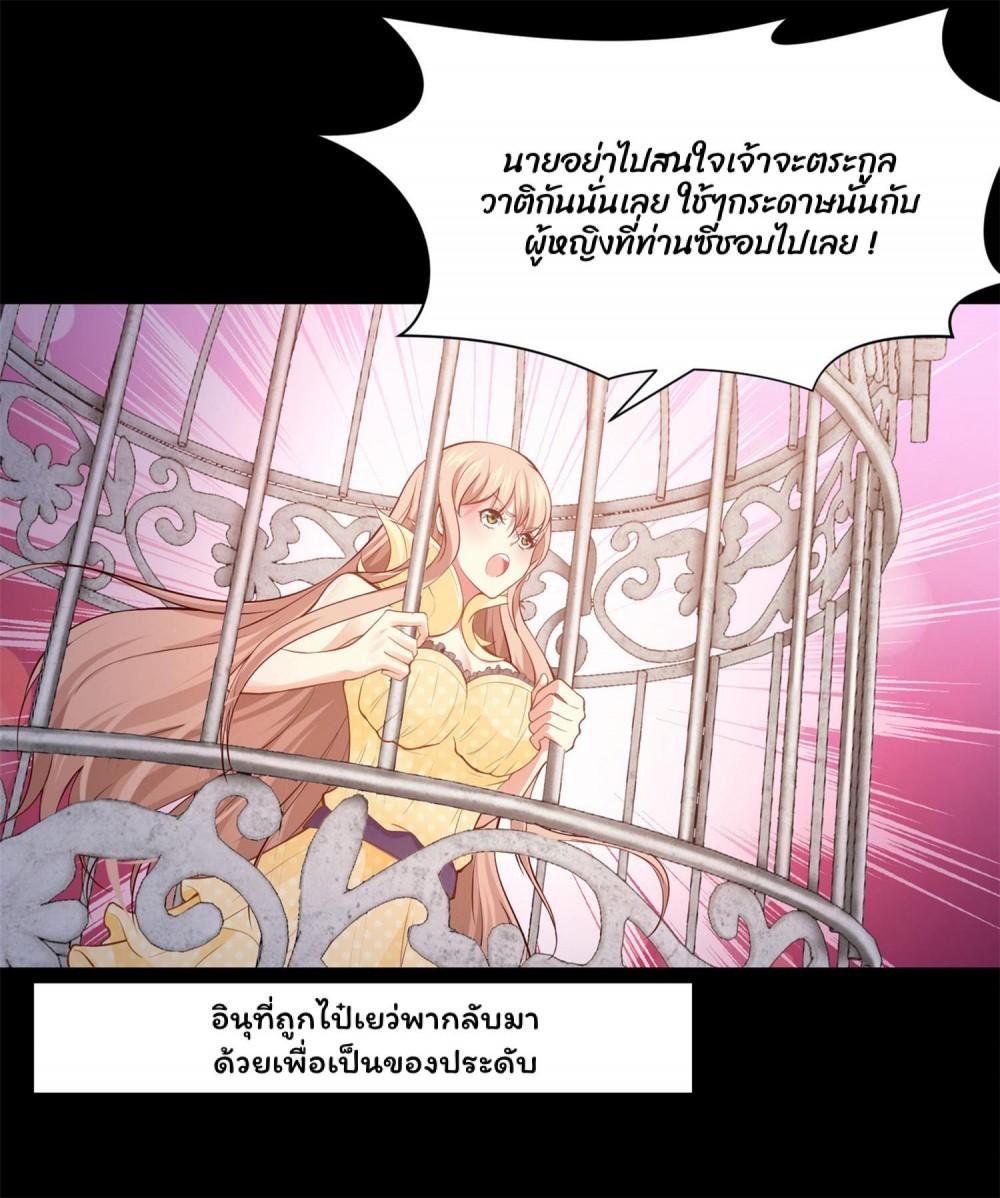 นายอย่าไปสนใจเจ้าจะตระกูล
วาติกันนั่นเลย ใช้ๆกระดาษนั่นกับ
ผู้หญิงที่ท่านซีชอบไปเลย !
อินุที่ถูกไป๋เยว่พากลับมา
ด้วยเพื่อเป็นของประดับ